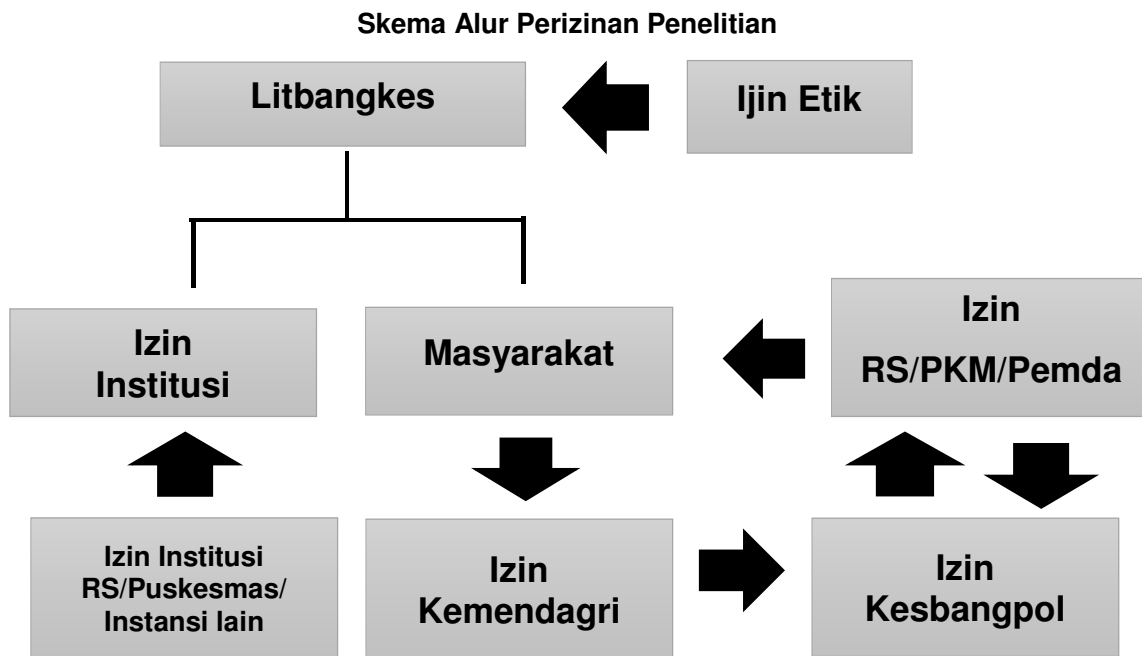 Skema Alur Perizinan Penelitian
Litbangkes
Ijin Etik
Izin
Institusi
Masyarakat
Izin
RS/PKM/Pemda
Izin Institusi
RS/Puskesmas/
Instansi lain
Izin
Kemendagri
Izin
Kesbangpol